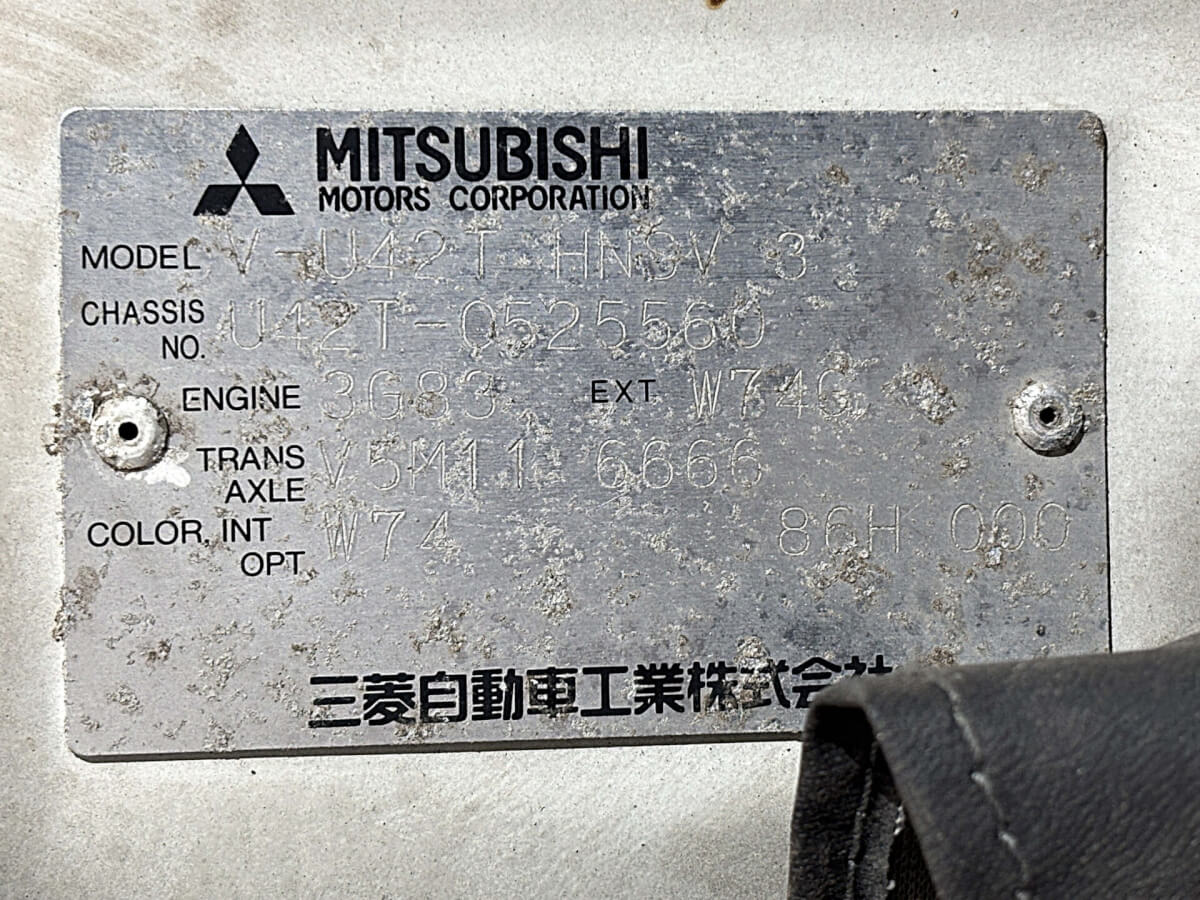 MITSUBISHI
MOTORS CORPORATION
MODEL V-U42T HNSV 3
CHASSIS NO. U42T-0525560
ENGINE 3G83 EXT W74G
TRANS AXLE V5M11 6666
COLOR, INT OPT W74 86H 000
三菱自動車工業株式会社